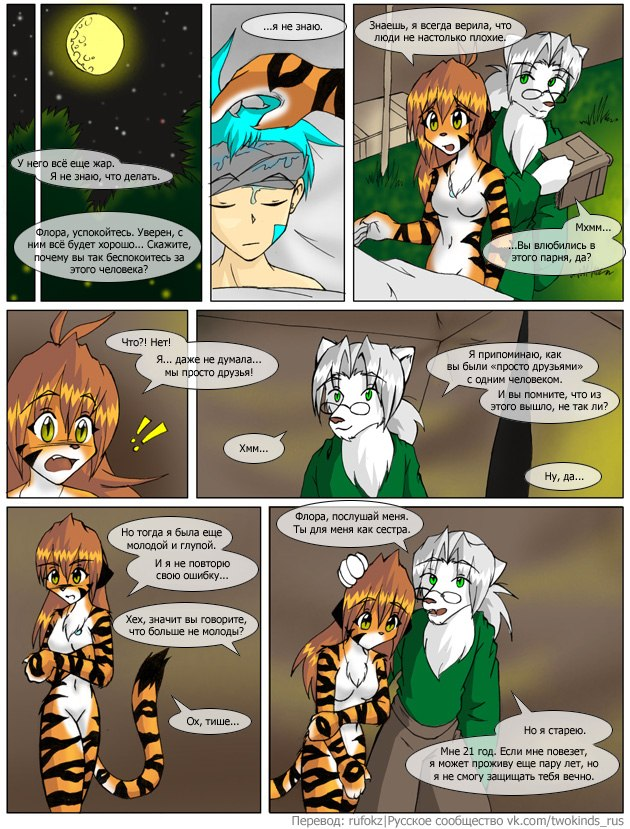 У него всё еще жар.
Я не знаю, что делать.
Флора, успокойтесь. Уверен, с
ним всё будет хорошо... Скажите,
почему вы так беспокоитесь за
этого человека?
...я не знаю.
Знаешь, я всегда верила, что
люди не настолько плохие.
Мхмм...
...Вы влюбились в
этого парня, да?
Что?! Нет!
Я... даже не думала...
мы просто друзья!
!!
Хмм...
Я припоминаю, как
вы были «просто друзьями»
с одним человеком.
И вы помните, что из
этого вышло, не так ли?
Ну, да...
Но тогда я была еще
молодой и глупой.
И я не повторю
свою ошибку...
Хех, значит вы говорите,
что больше не молоды?
Ох, тише...
Флора, послушай меня.
Ты для меня как сестра.
Но я старею.
Мне 21 год. Если мне повезет,
я может проживу еще пару лет, но
я не смогу защищать тебя вечно.
Перевод: rufokz|Русское сообщество vk.com/twokinds_rus